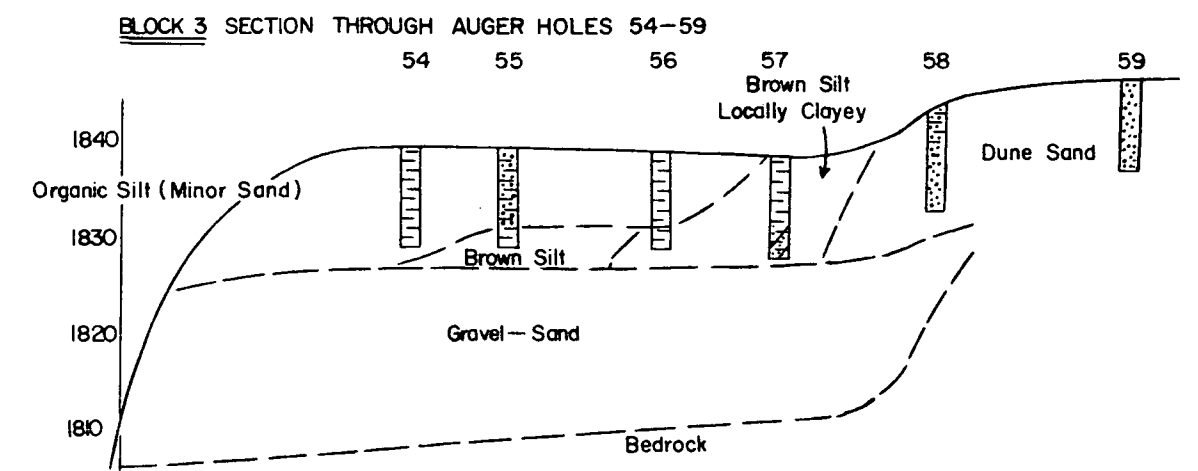 BLOCK 3 SECTION THROUGH AUGER HOLES 54-59
54 55 56 57 58 59
Brown Silt
Locally Clayey
1840
Dune Sand
Organic Silt (Minor Sand)
1830
Brown Silt
1820
Gravel-Sand
1810
Bedrock